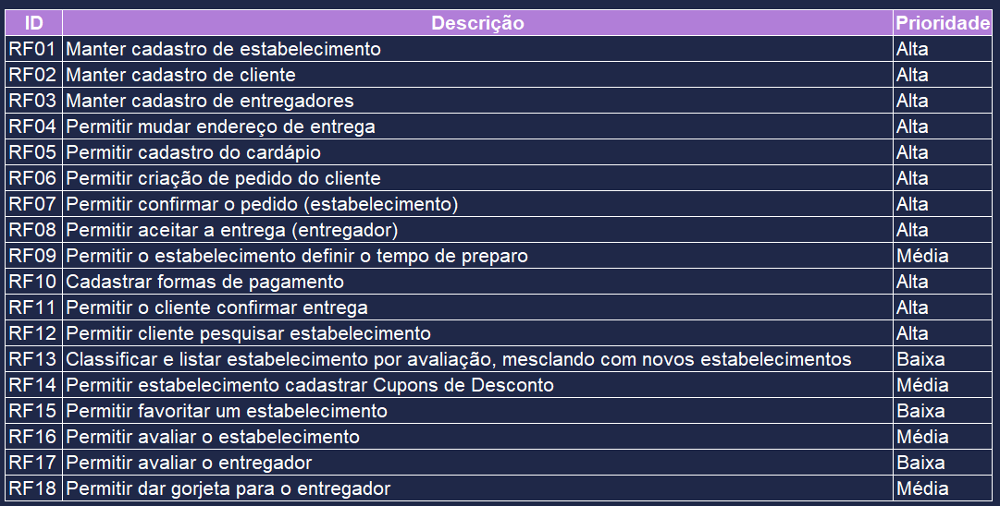 ID Descrição Prioridade
RF01 Manter cadastro de estabelecimento Alta
RF02 Manter cadastro de cliente Alta
RF03 Manter cadastro de entregadores Alta
RF04 Permitir mudar endereço de entrega Alta
RF05 Permitir cadastro do cardápio Alta
RF06 Permitir criação de pedido do cliente Alta
RF07 Permitir confirmar o pedido (estabelecimento) Alta
RF08 Permitir aceitar a entrega (entregador) Alta
RF09 Permitir o estabelecimento definir o tempo de preparo Média
RF10 Cadastrar formas de pagamento Alta
RF11 Permitir o cliente confirmar entrega Alta
RF12 Permitir cliente pesquisar estabelecimento Alta
RF13 Classificar e listar estabelecimento por avaliação, mesclando com novos estabelecimentos Baixa
RF14 Permitir estabelecimento cadastrar Cupons de Desconto Média
RF15 Permitir favoritar um estabelecimento Baixa
RF16 Permitir avaliar o estabelecimento Média
RF17 Permitir avaliar o entregador Baixa
RF18 Permitir dar gorjeta para o entregador Média